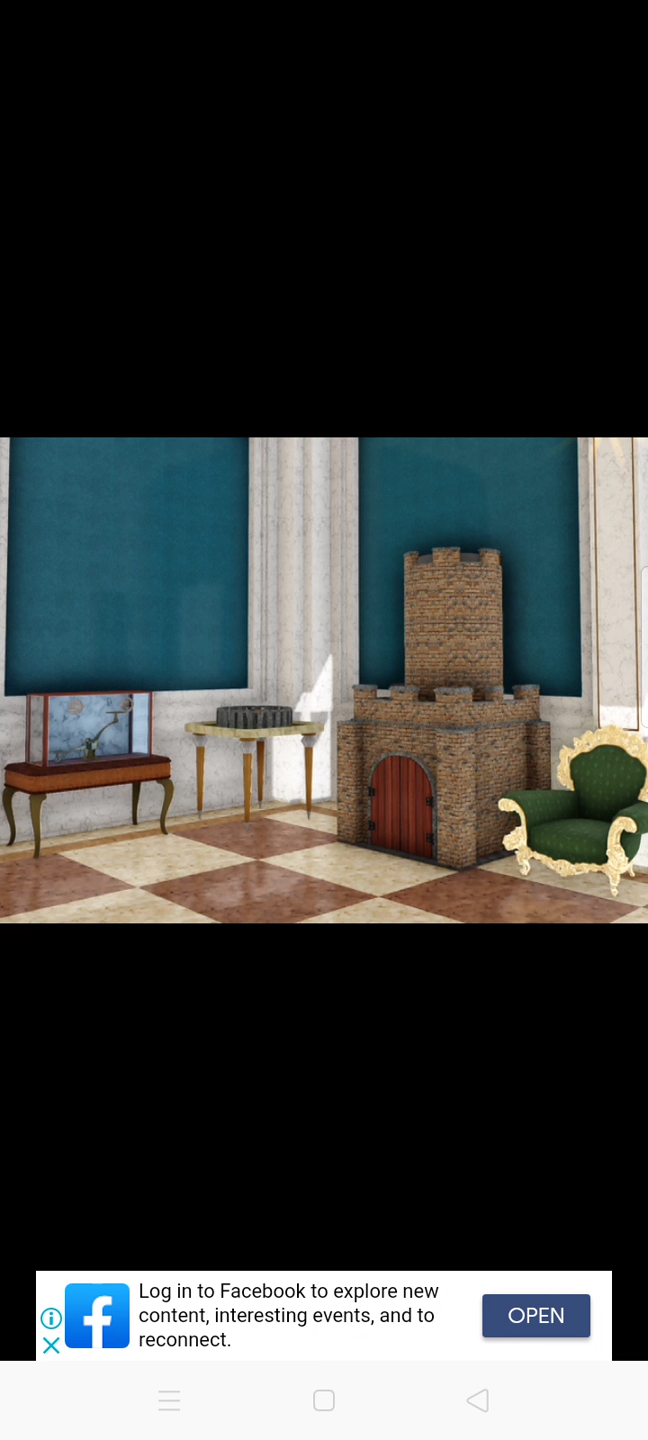 Log in to Facebook to explore new
content, interesting events, and to
reconnect.
OPEN